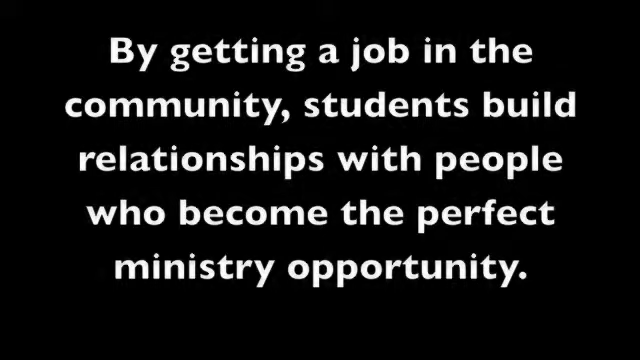 By getting a job in the
community, students build
relationships with people
who become the perfect
ministry opportunity.